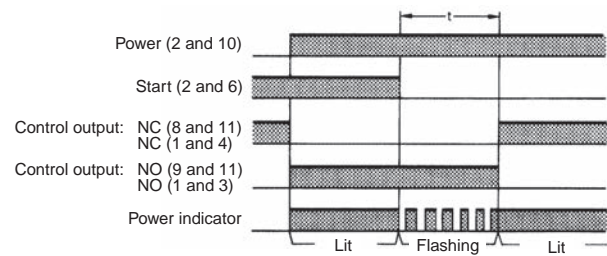 t
Power (2 and 10)
Start (2 and 6)
Control output: NC (8 and 11)
NC (1 and 4)
Control output: NO (9 and 11)
NO (1 and 3)
Power indicator
Lit Flashing Lit